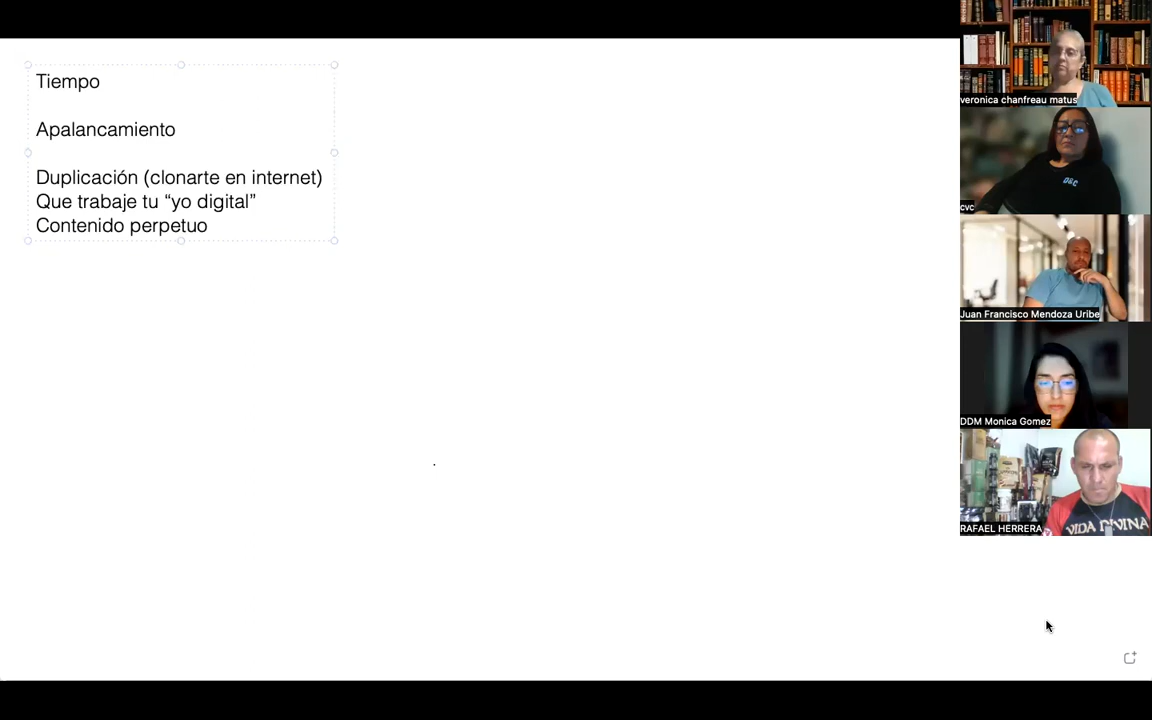 Tiempo
Apalancamiento
Duplicación (clonarte en internet)
Que trabaje tu “yo digital”
Contenido perpetuo
veronica chanfreau matus
cvc
Juan Francisco Mendoza Uribe
DDM Monica Gomez
RAFAEL HERRERA
VIDA DIVINA